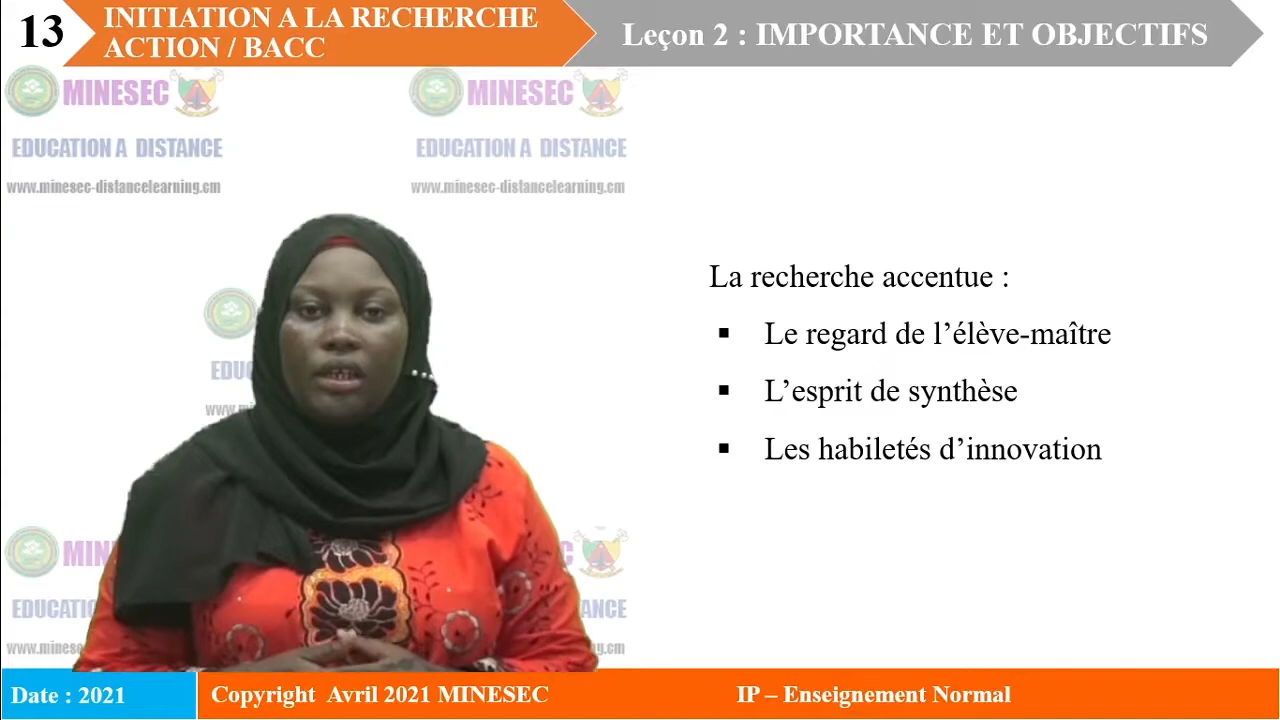 13
INITIATION A LA RECHERCHE
ACTION / BACC
Leçon 2 : IMPORTANCE ET OBJECTIFS
MINESEC
EDUCATION A DISTANCE
www.minesec-distancelearning.cm
MINESEC
EDUCATION A DISTANCE
www.minesec-distancelearning.cm
La recherche accentue :
▪ Le regard de l’élève-maître
▪ L’esprit de synthèse
▪ Les habiletés d’innovation
Date : 2021
Copyright Avril 2021 MINESEC
IP – Enseignement Normal